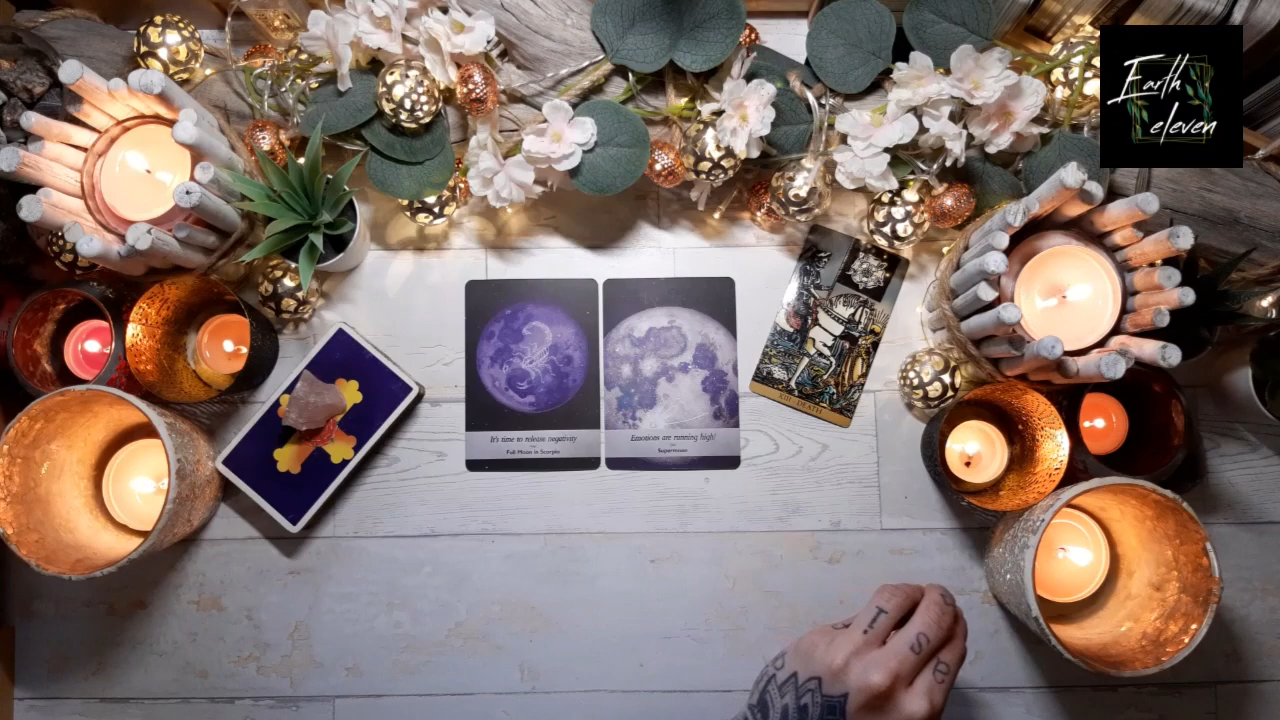 Earth
eleven
It's time to release negativity
Full Moon in Scorpio
Emotions are running high!
Supermoon
XIII DEATH